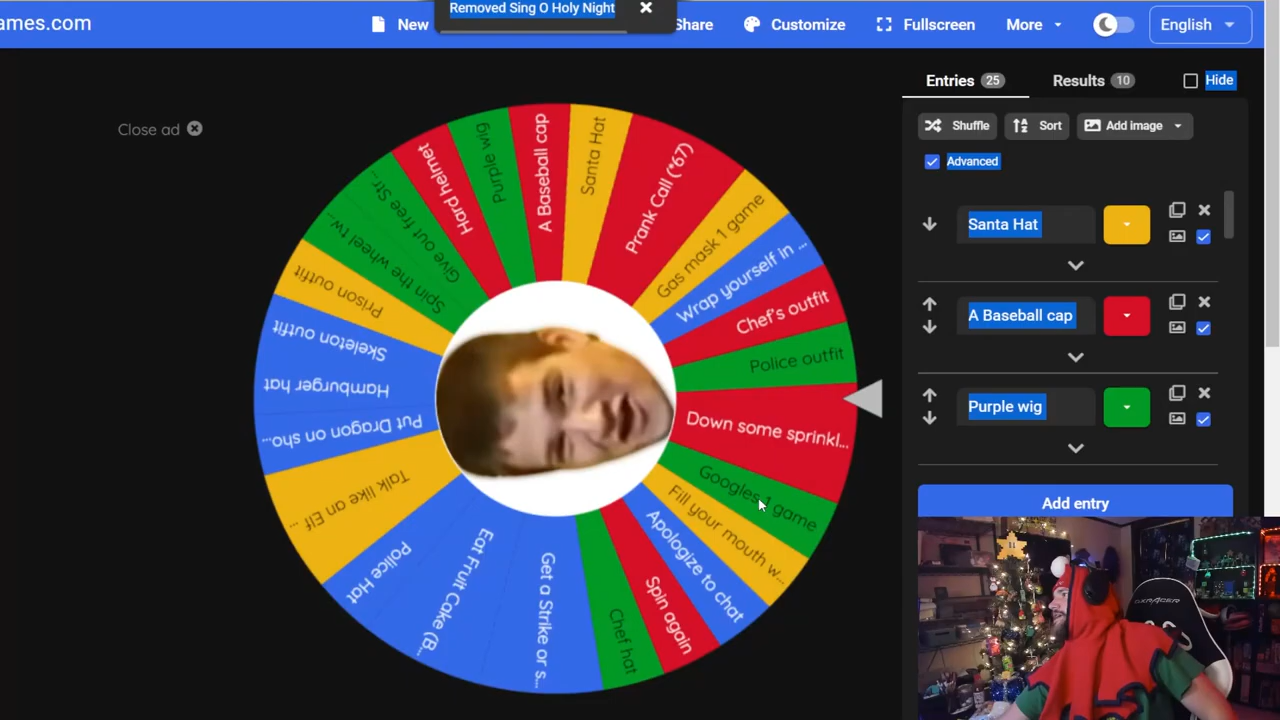 ames.com
New
Removed Sing O Holy Night
Share
Customize
Fullscreen
More
English
Close ad
Entries 25
Results 10
Hide
Shuffle
Sort
Add image
Advanced
Santa Hat
A Baseball cap
Purple wig
Add entry
Santa Hat
Prank Call (*67)
Gas mask 1 game
Wrap yourself in ...
Chef's outfit
Police outfit
Down some sprinkl...
Googles 1 game
Fill your mouth w...
Apologize to chat
Spin again
Chef hat
Get a Strike or s...
Eat Fruit Cake (B...
Police Hat
Talk like an Elf ...
Put Dragon on sho...
Hamburger hat
Skeleton outfit
Prison outfit
Spin the wheel tw...
Give out free Str...
Hard helmet
Purple wig
A Baseball cap